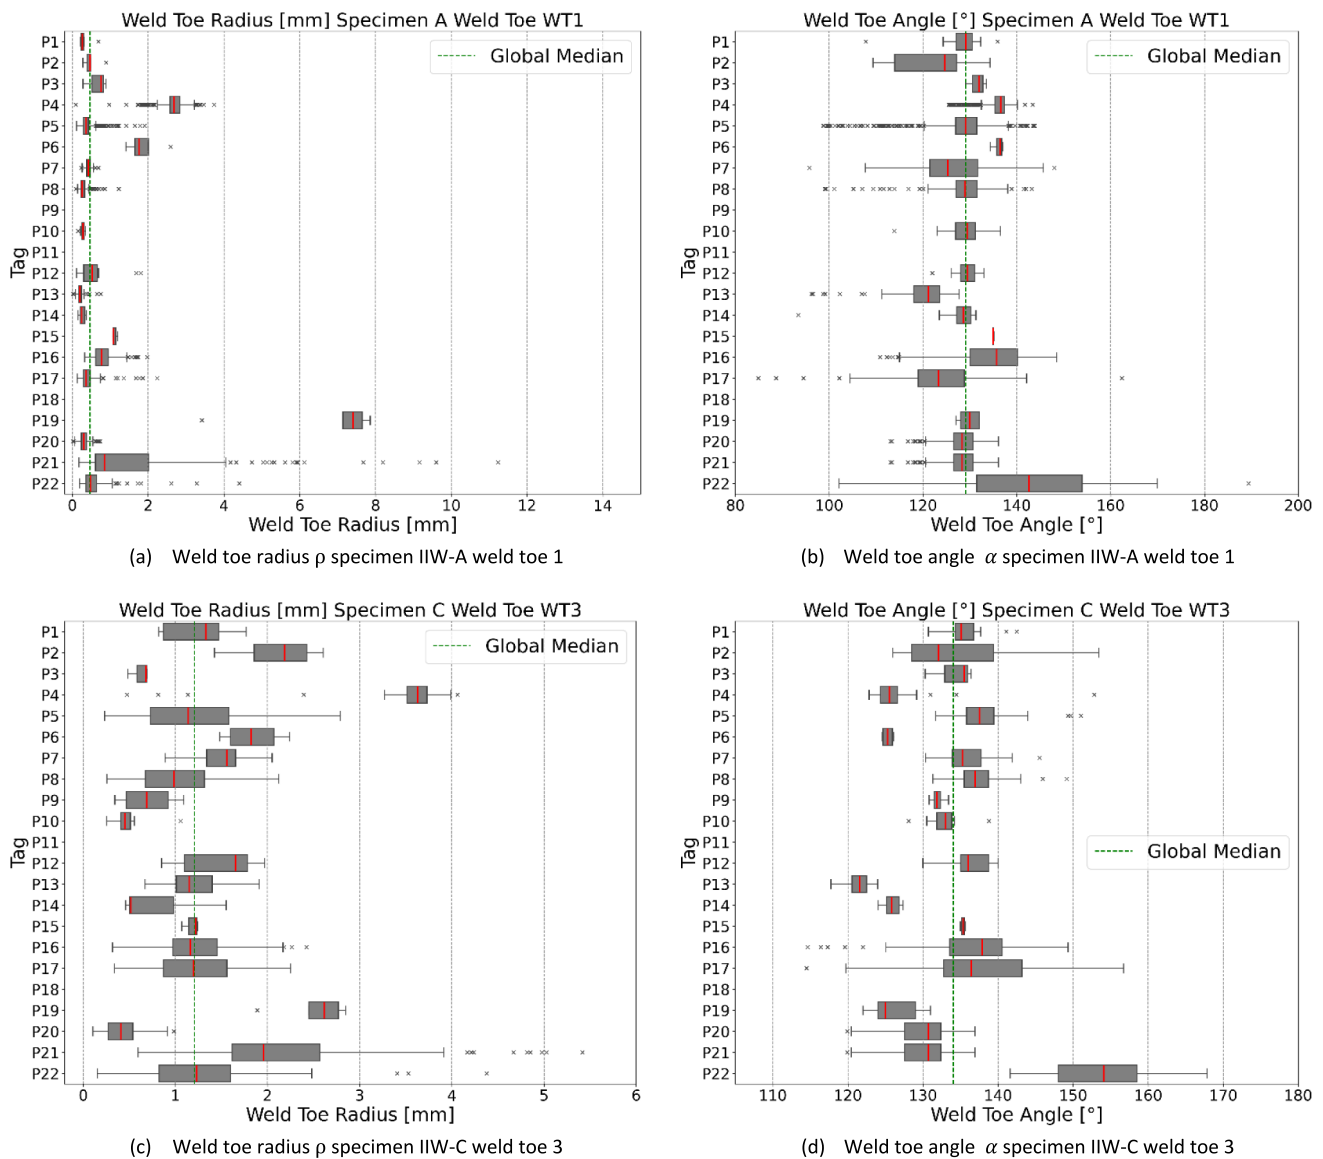 Weld Toe Radius [mm] Specimen A Weld Toe WT1
P1
P2
P3
P4
P5
P6
P7
P8
P9
P10
P11
P12
P13
P14
P15
P16
P17
P18
P19
P20
P21
P22
Tag
Global Median
0 2 4 6 8 10 12 14
Weld Toe Radius [mm]
(a) Weld toe radius ρ specimen IIW-A weld toe 1
Weld Toe Angle [°] Specimen A Weld Toe WT1
P1
P2
P3
P4
P5
P6
P7
P8
P9
P10
P11
P12
P13
P14
P15
P16
P17
P18
P19
P20
P21
P22
Tag
Global Median
80 100 120 140 160 180 200
Weld Toe Angle [°]
(b) Weld toe angle α specimen IIW-A weld toe 1
Weld Toe Radius [mm] Specimen C Weld Toe WT3
P1
P2
P3
P4
P5
P6
P7
P8
P9
P10
P11
P12
P13
P14
P15
P16
P17
P18
P19
P20
P21
P22
Tag
Global Median
0 1 2 3 4 5 6
Weld Toe Radius [mm]
(c) Weld toe radius ρ specimen IIW-C weld toe 3
Weld Toe Angle [°] Specimen C Weld Toe WT3
P1
P2
P3
P4
P5
P6
P7
P8
P9
P10
P11
P12
P13
P14
P15
P16
P17
P18
P19
P20
P21
P22
Tag
Global Median
110 120 130 140 150 160 170 180
Weld Toe Angle [°]
(d) Weld toe angle α specimen IIW-C weld toe 3